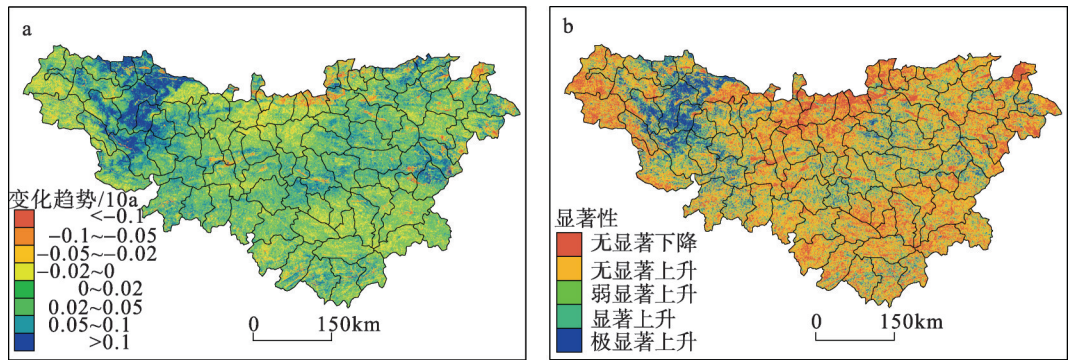 a
变化趋势/10a
<-0.1
-0.1~-0.05
-0.05~-0.02
-0.02~0
0~0.02
0.02~0.05
0.05~0.1
>0.1
0 150km
b
显著性
无显著下降
无显著上升
弱显著上升
显著上升
极显著上升
0 150km